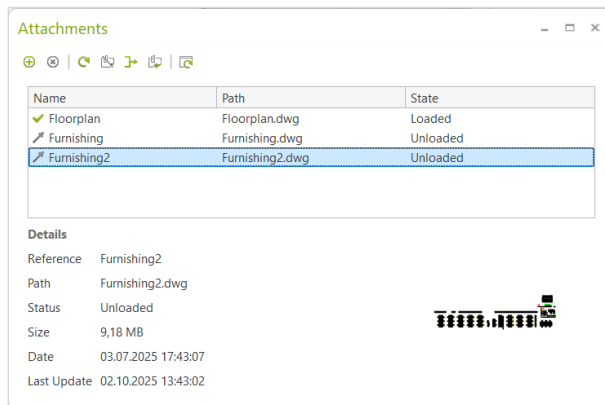 Attachments
Name Path State
Floorplan Floorplan.dwg Loaded
Furnishing Furnishing.dwg Unloaded
Furnishing2 Furnishing2.dwg Unloaded
Details
Reference Furnishing2
Path Furnishing2.dwg
Status Unloaded
Size 9,18 MB
Date 03.07.2025 17:43:07
Last Update 02.10.2025 13:43:02